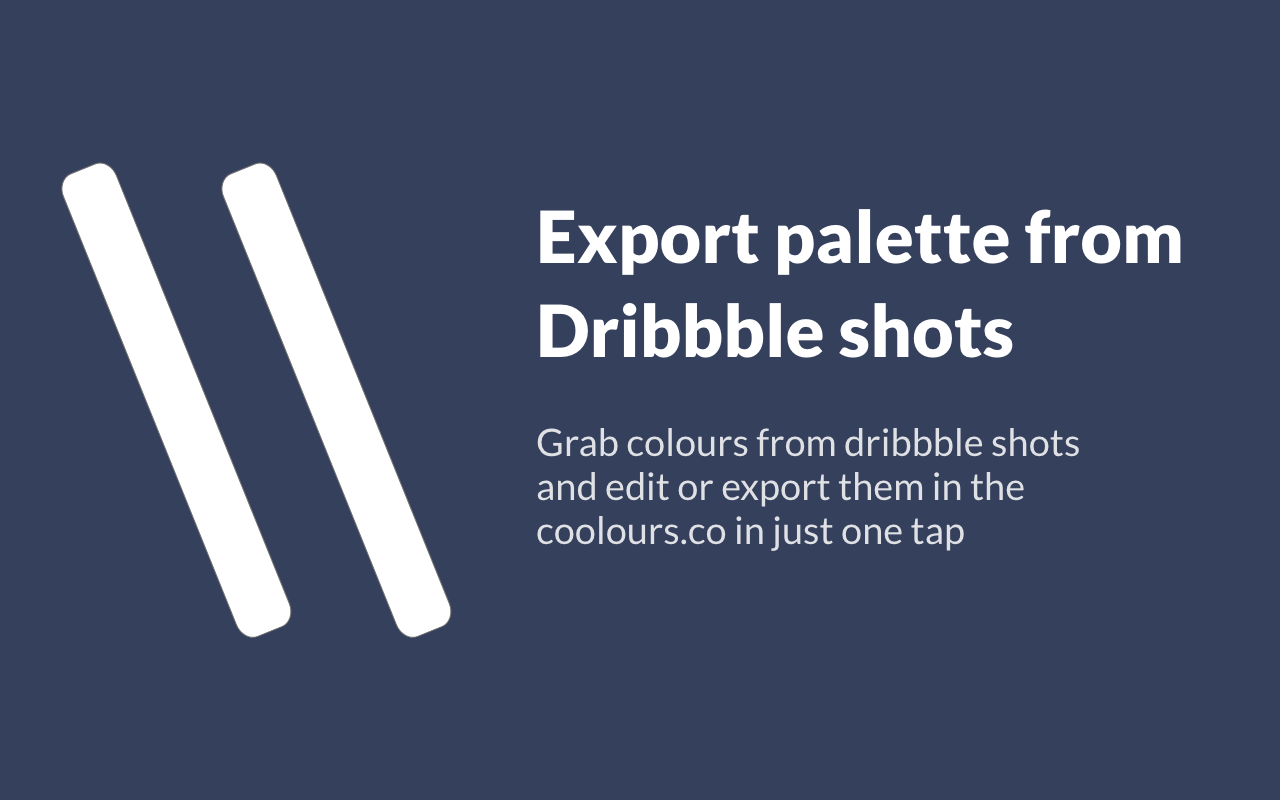 Export palette from
Dribbble shots
Grab colours from dribbble shots
and edit or export them in the
coolours.co in just one tap